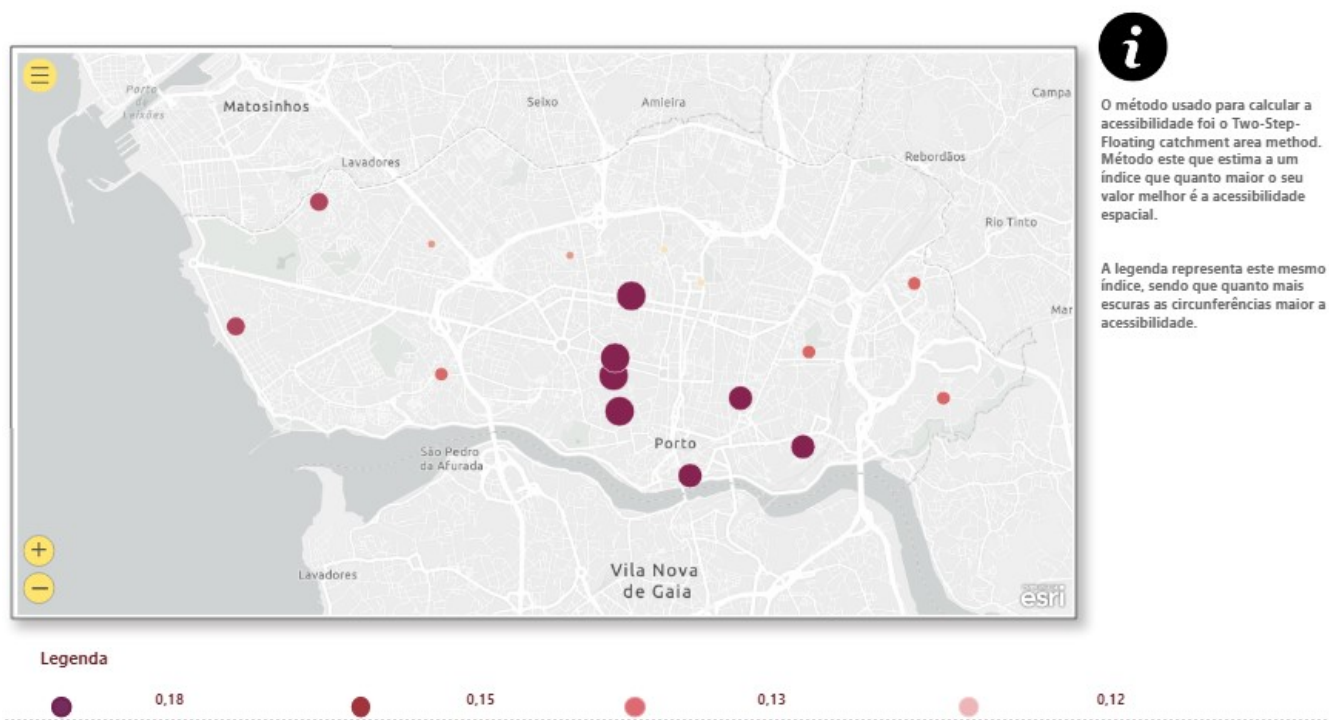 Porto
de
Leixões
Matosinhos
Seixo
Amieira
Campa
Lavadores
Rebordãos
Rio Tinto
Mar
Porto
São Pedro
da Afurada
Lavadores
Vila Nova
de Gaia
esri
O método usado para calcular a
acessibilidade foi o Two-Step-
Floating catchment area method.
Método este que estima a um
índice que quanto maior o seu
valor melhor é a acessibilidade
espacial.
A legenda representa este mesmo
índice, sendo que quanto mais
escuras as circunferências maior a
acessibilidade.
Legenda
0,18
0,15
0,13
0,12